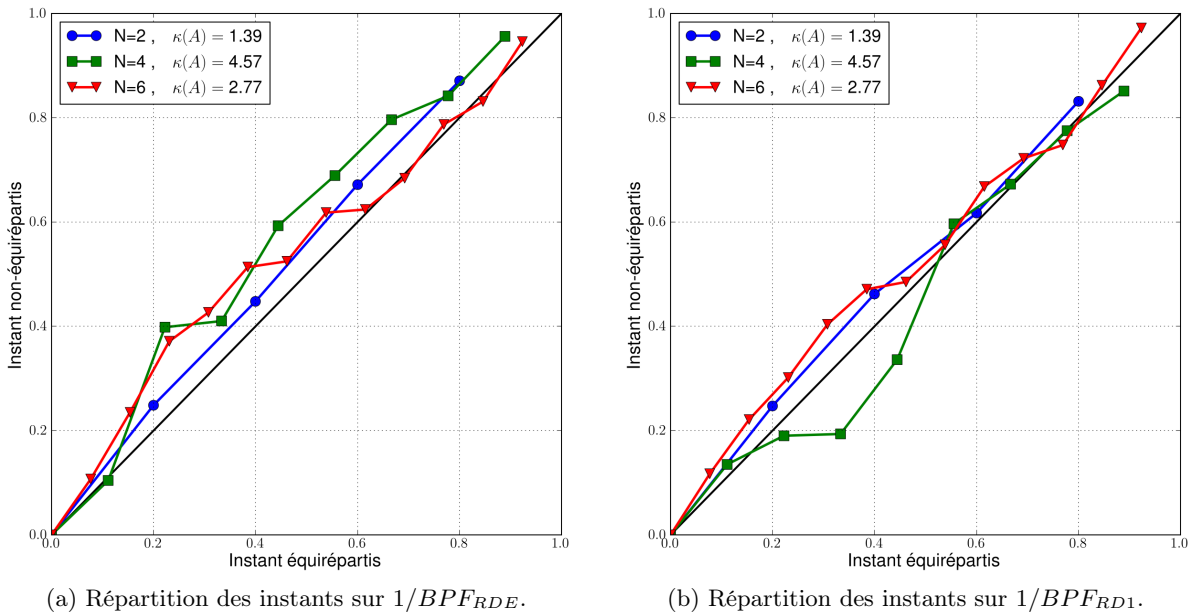 1.0
0.8
0.6
0.4
0.2
0.0
Instant non-équirépartis
N=2 , κ(A) = 1.39
N=4 , κ(A) = 4.57
N=6 , κ(A) = 2.77
0.0 0.2 0.4 0.6 0.8 1.0
Instant équirépartis
(a) Répartition des instants sur 1/BPF_{RDE}.
1.0
0.8
0.6
0.4
0.2
0.0
Instant non-équirépartis
N=2 , κ(A) = 1.39
N=4 , κ(A) = 4.57
N=6 , κ(A) = 2.77
0.0 0.2 0.4 0.6 0.8 1.0
Instant équirépartis
(b) Répartition des instants sur 1/BPF_{RD1}.